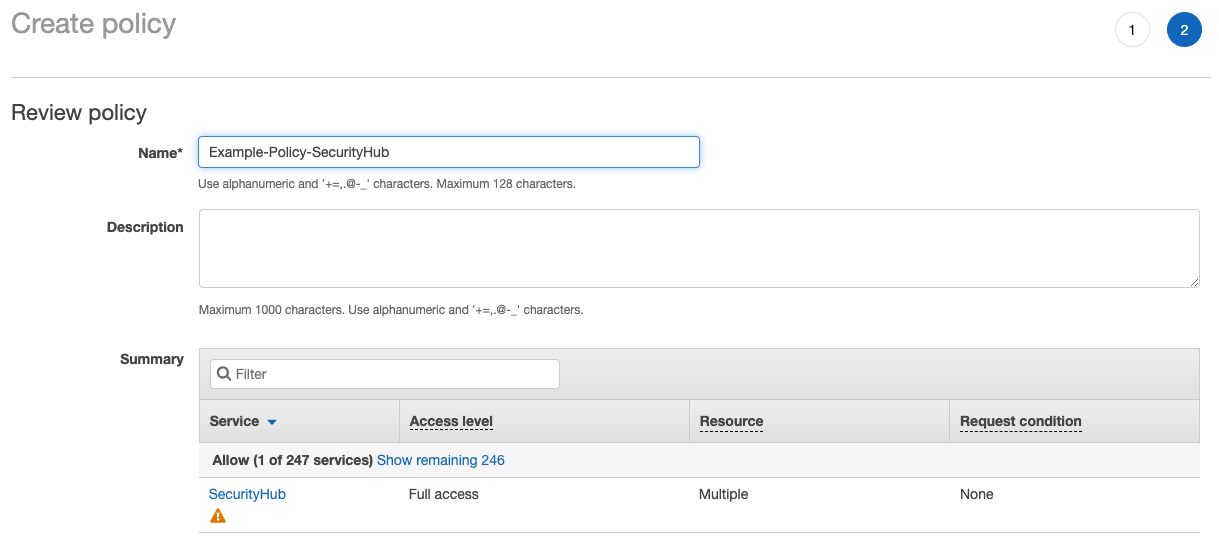 Create policy
1 2
Review policy
Name* Example-Policy-SecurityHub
Use alphanumeric and '+=,.@-_' characters. Maximum 128 characters.
Description
Maximum 1000 characters. Use alphanumeric and '+=,.@-_' characters.
Summary
Filter
Service Access level Resource Request condition
Allow (1 of 247 services) Show remaining 246
SecurityHub Full access Multiple None